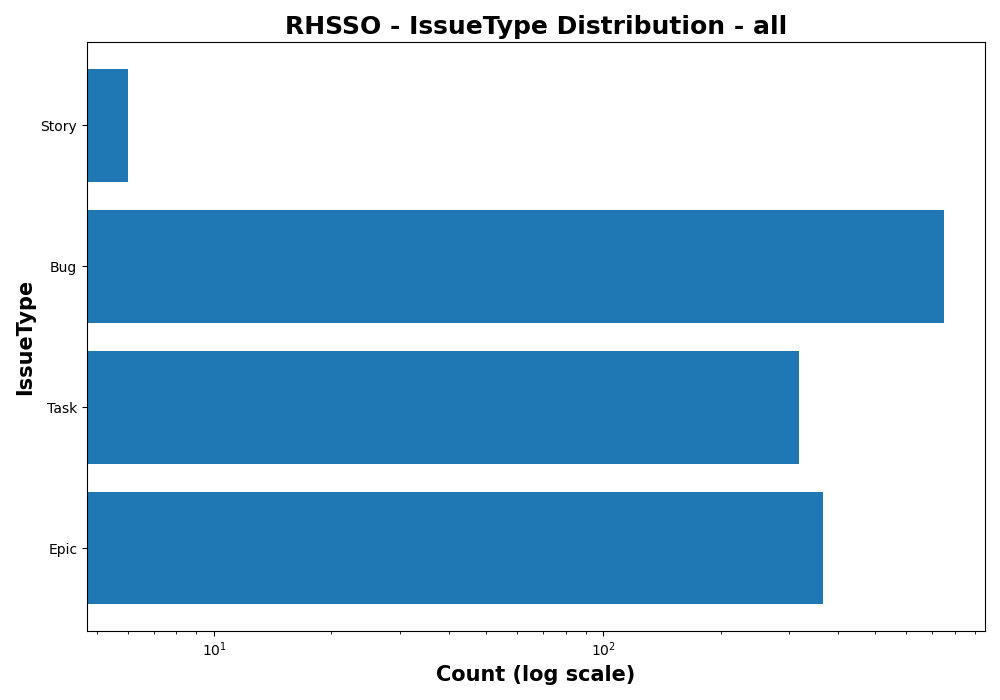 RHSSO - IssueType Distribution - all
IssueType
Story
Bug
Task
Epic
10¹
10²
Count (log scale)